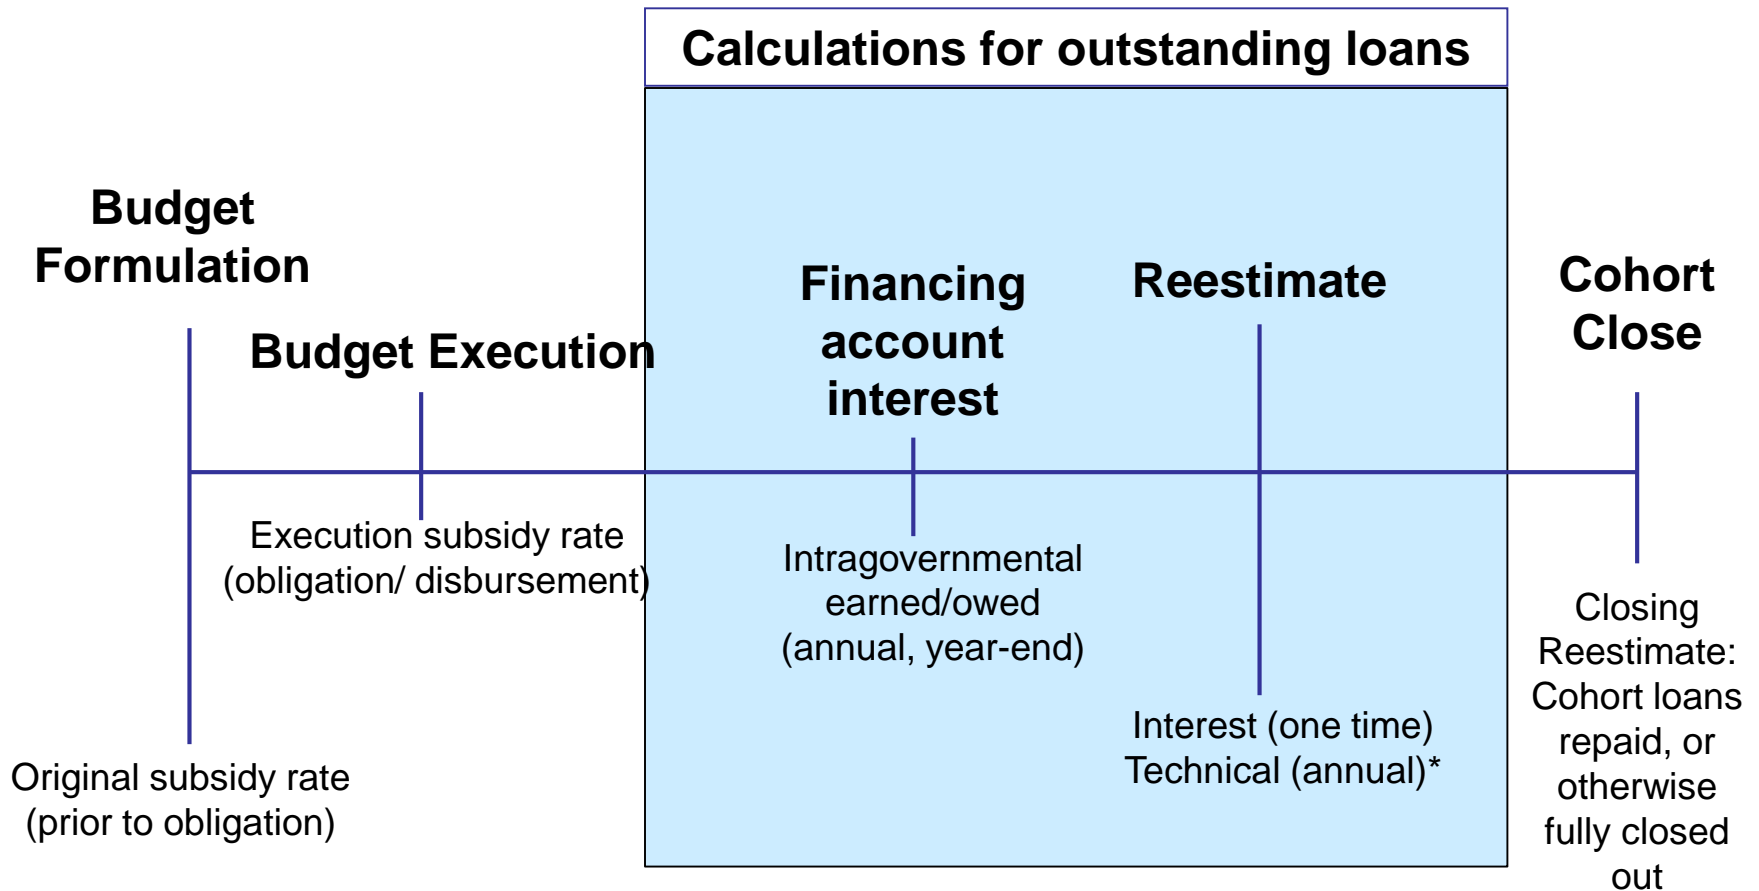 Calculations for outstanding loans
Budget
Formulation
Budget Execution
Financing
account
interest
Reestimate
Cohort
Close
Execution subsidy rate
(obligation/ disbursement)
Intragovernmental
earned/owed
(annual, year-end)
Interest (one time)
Technical (annual)*
Original subsidy rate
(prior to obligation)
Closing
Reestimate:
Cohort loans
repaid, or
otherwise
fully closed
out